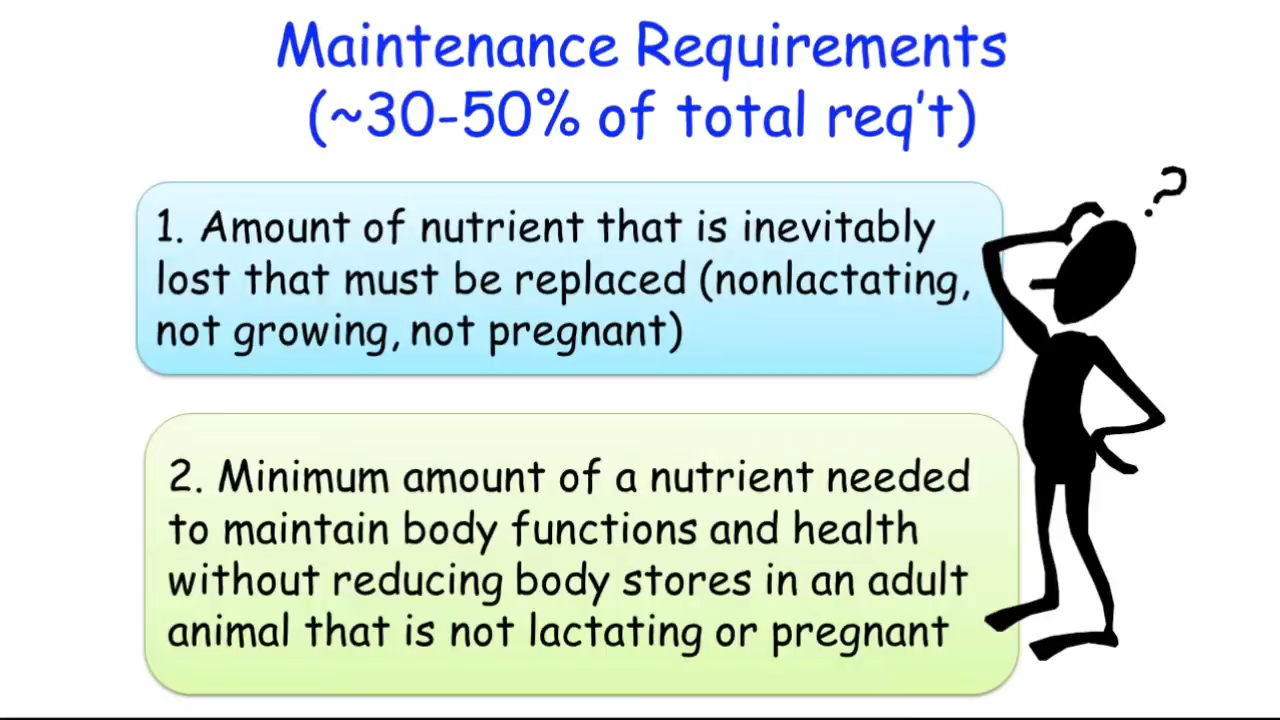 Maintenance Requirements
(~30-50% of total req't)
?
1. Amount of nutrient that is inevitably
lost that must be replaced (nonlactating,
not growing, not pregnant)
2. Minimum amount of a nutrient needed
to maintain body functions and health
without reducing body stores in an adult
animal that is not lactating or pregnant